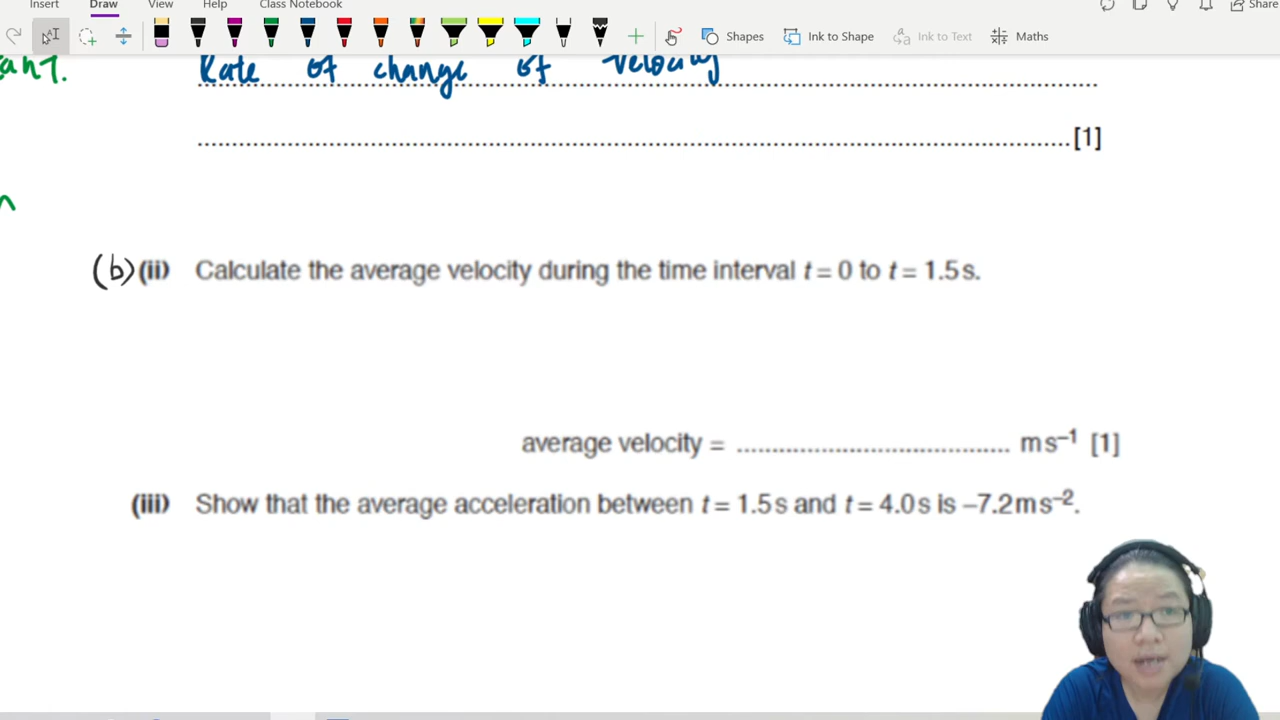 Insert Draw View Help Class Notebook Share
Shapes Ink to Shape Ink to Text Maths
Rate of change of velocity
[1]
(b)(ii) Calculate the average velocity during the time interval t = 0 to t = 1.5 s.
average velocity = ...................................... m s⁻¹ [1]
(iii) Show that the average acceleration between t = 1.5 s and t = 4.0 s is –7.2 m s⁻².